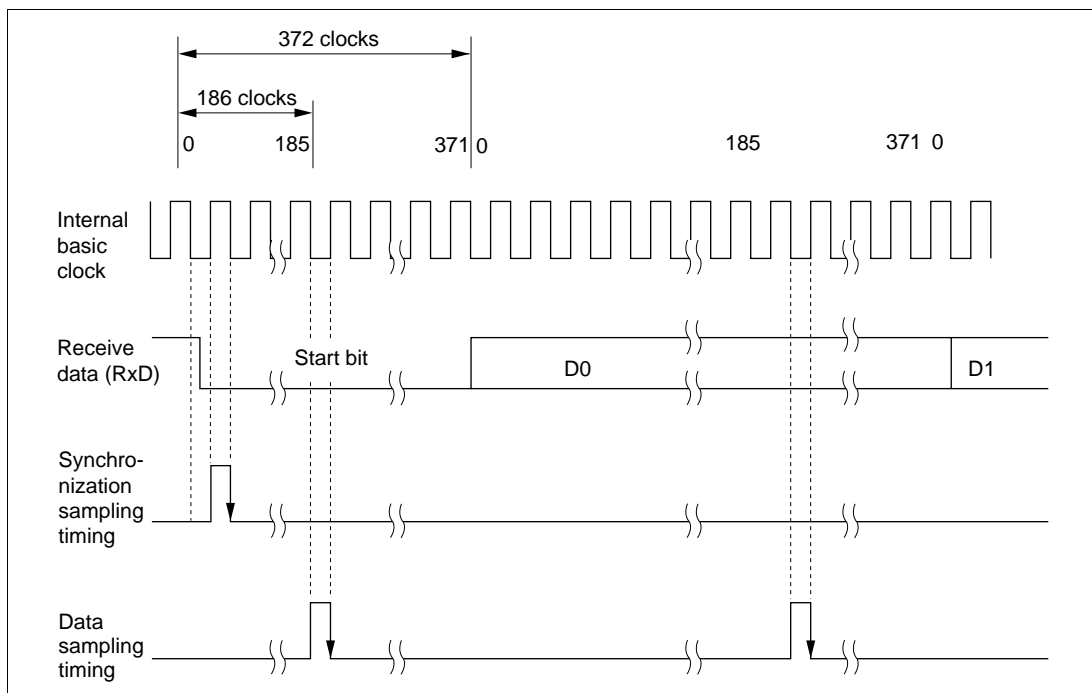 372 clocks
186 clocks
0 185 371 0 185 371 0
Internal
basic
clock
Receive
data (RxD)
Start bit
D0
D1
Synchro-
nization
sampling
timing
Data
sampling
timing